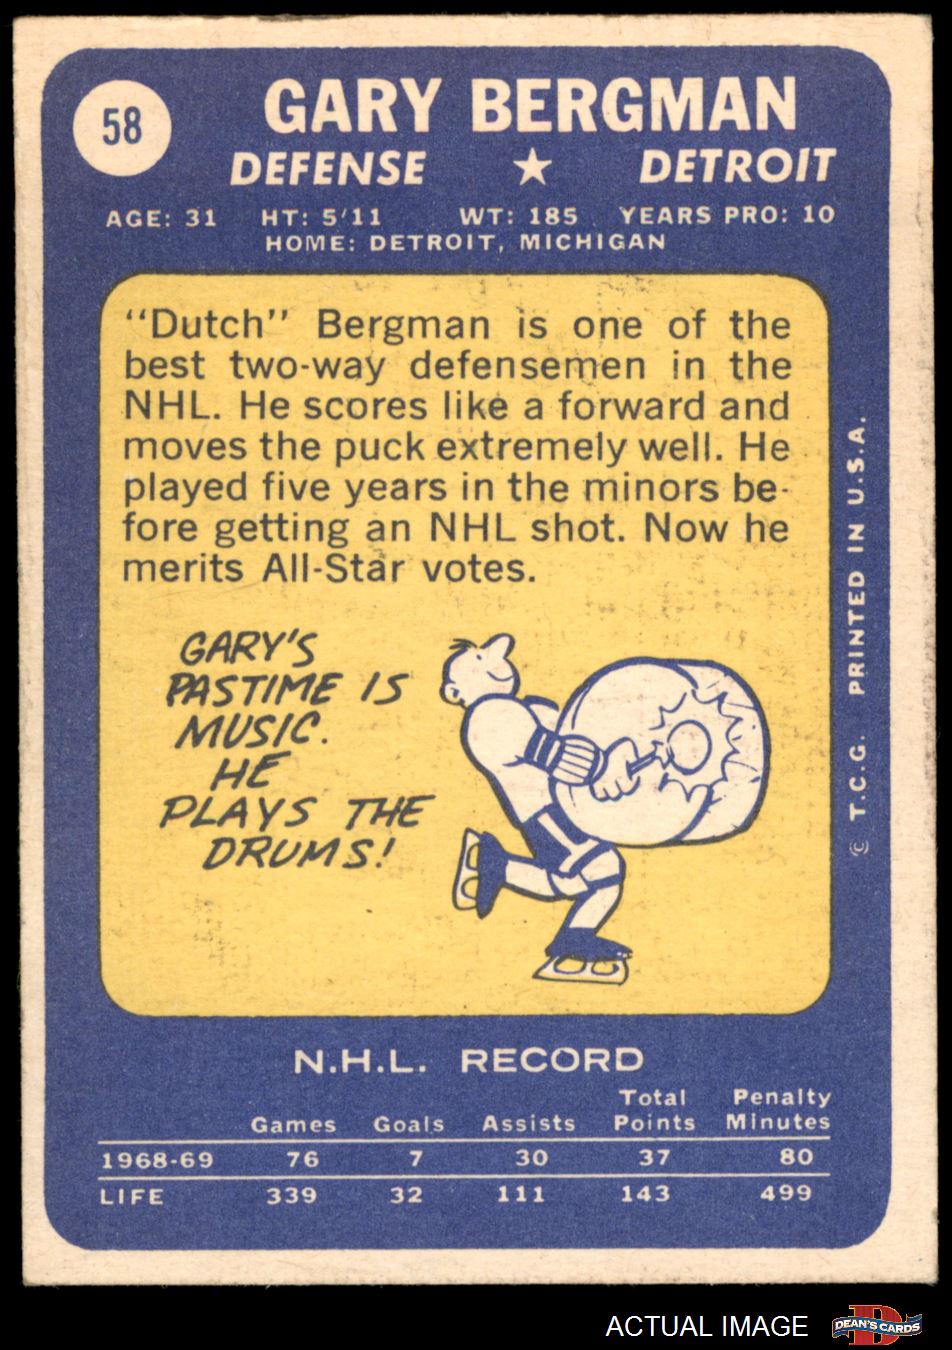 58
GARY BERGMAN
DEFENSE ★ DETROIT
AGE: 31 HT: 5'11 WT: 185 YEARS PRO: 10
HOME: DETROIT, MICHIGAN
"Dutch" Bergman is one of the
best two-way defensemen in the
NHL. He scores like a forward and
moves the puck extremely well. He
played five years in the minors be-
fore getting an NHL shot. Now he
merits All-Star votes.
GARY'S
PASTIME IS
MUSIC.
HE
PLAYS THE
DRUMS!
© T.C.G. PRINTED IN U.S.A.
N.H.L. RECORD
Games Goals Assists Total Points Penalty Minutes
1968-69 76 7 30 37 80
LIFE 339 32 111 143 499
ACTUAL IMAGE
D
DEAN'S CARDS